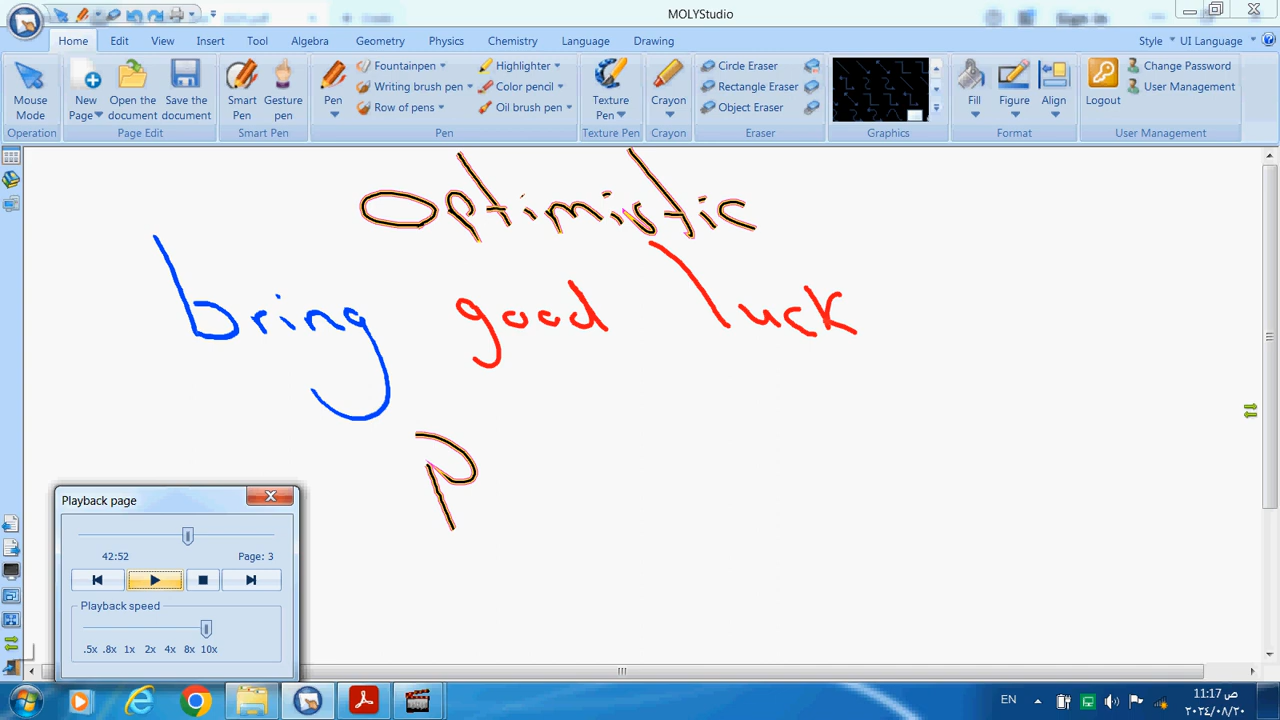 MOLYStudio
Home Edit View Insert Tool Algebra Geometry Physics Chemistry Language Drawing Style UI Language
Mouse Mode
New Page
Open the document
Save the document
Smart Pen
Gesture pen
Pen
Fountainpen
Writing brush pen
Row of pens
Highlighter
Color pencil
Oil brush pen
Texture Pen
Crayon
Circle Eraser
Rectangle Eraser
Object Eraser
Fill
Figure
Align
Logout
Change Password
User Management
Operation Page Edit Smart Pen Pen Texture Pen Crayon Eraser Graphics Format User Management
optimistic
bring good luck
P
Playback page
42:52 Page: 3
Playback speed
.5x .8x 1x 2x 4x 8x 10x
EN
11:17 ص
٢٠٢٤/٠٨/٢٠